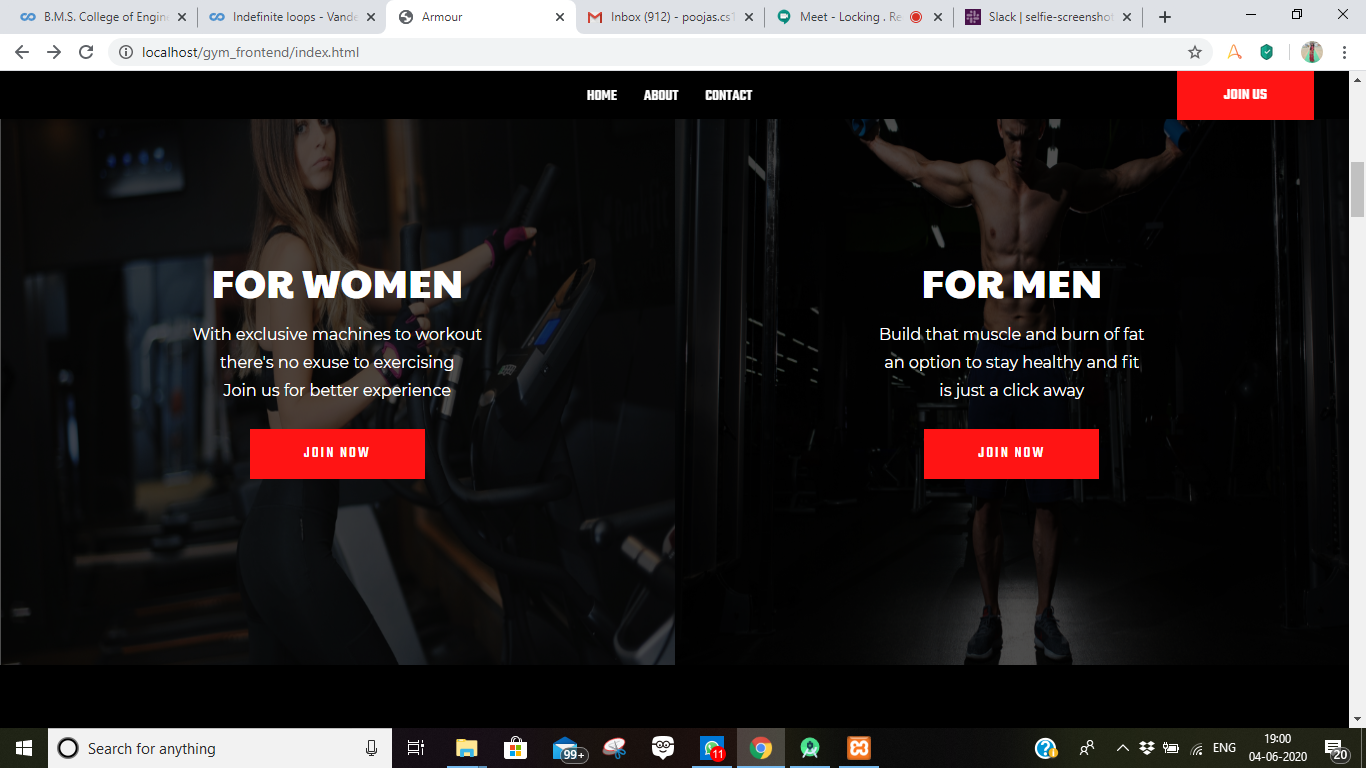 B.M.S. College of Engin
Indefinite loops - Vande
Armour
Inbox (912) - poojas.cs1
Meet - Locking . Re
Slack | selfie-screenshot
localhost/gym_frontend/index.html
HOME ABOUT CONTACT
JOIN US
FOR WOMEN
With exclusive machines to workout
there's no exuse to exercising
Join us for better experience
JOIN NOW
FOR MEN
Build that muscle and burn of fat
an option to stay healthy and fit
is just a click away
JOIN NOW
Search for anything
99+
11
ENG
19:00
04-06-2020
20